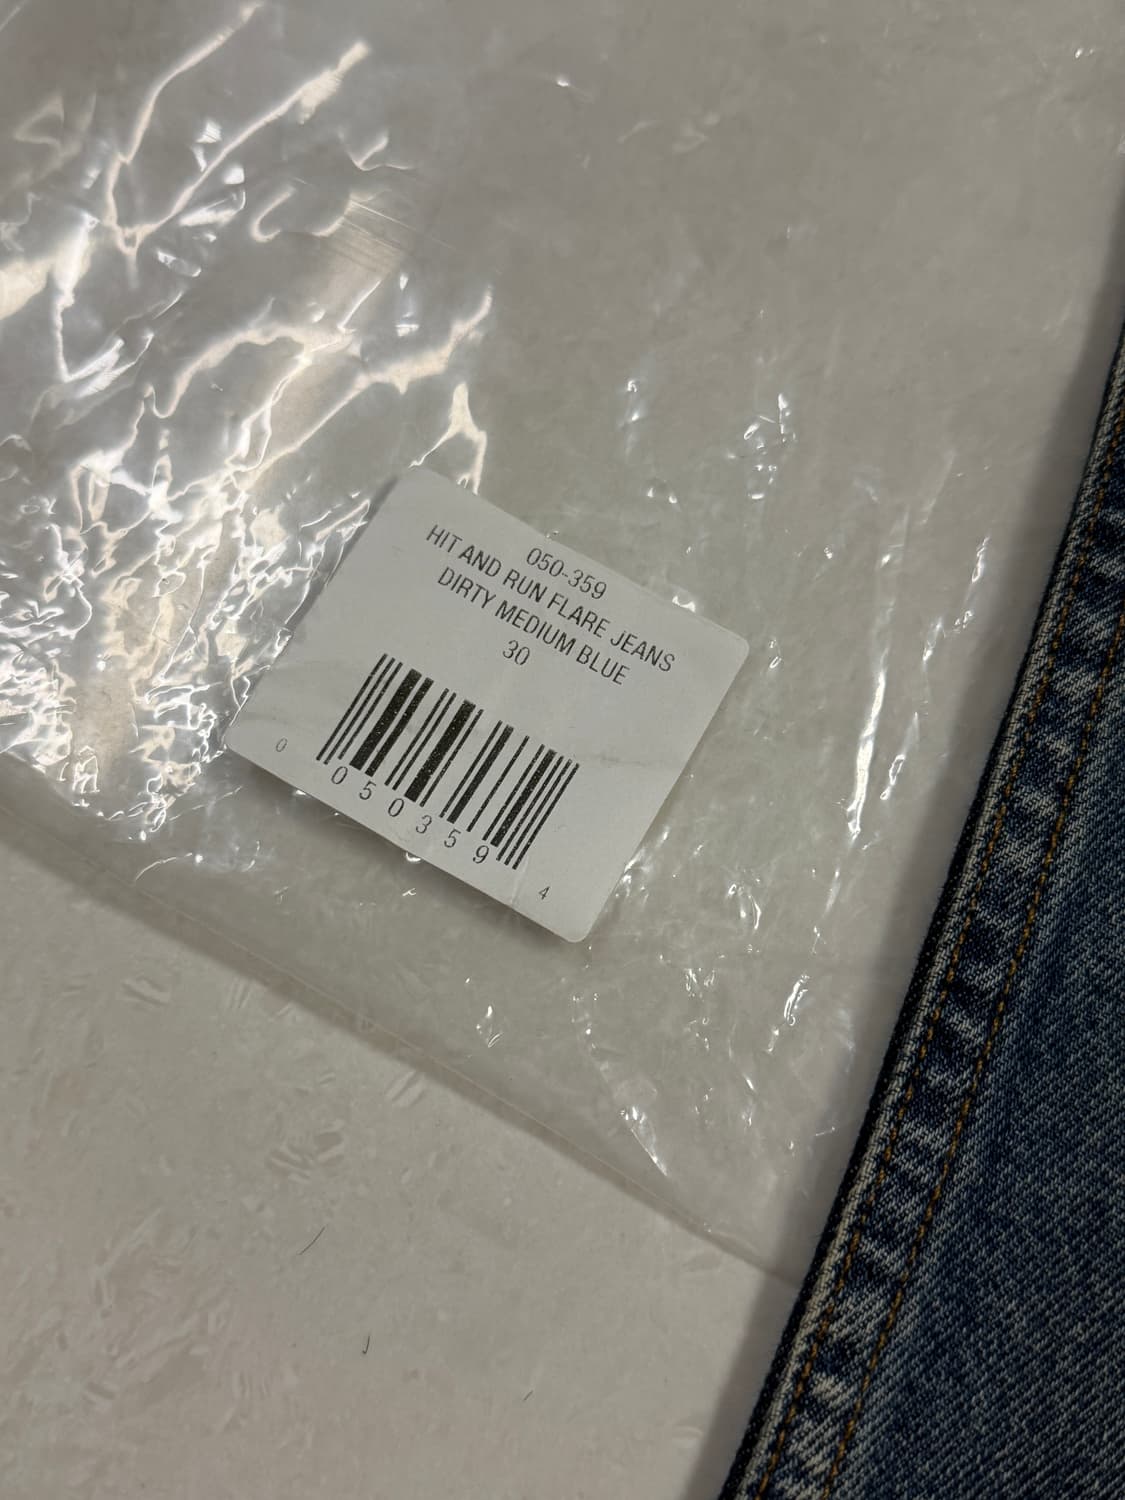 050-359
HIT AND RUN FLARE JEANS
DIRTY MEDIUM BLUE
30
0 050359 4